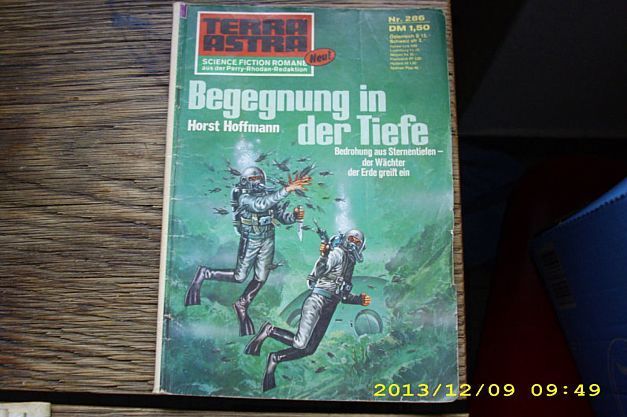 TERRA
ASTRA
Neu!
SCIENCE FICTION ROMANE
aus der Perry-Rhodan-Redaktion
Nr. 286
DM 1,50
Begegnung in
der Tiefe
Horst Hoffmann
Bedrohung aus Sternentiefen –
der Wächter
der Erde greift ein
2013/12/09 09:49